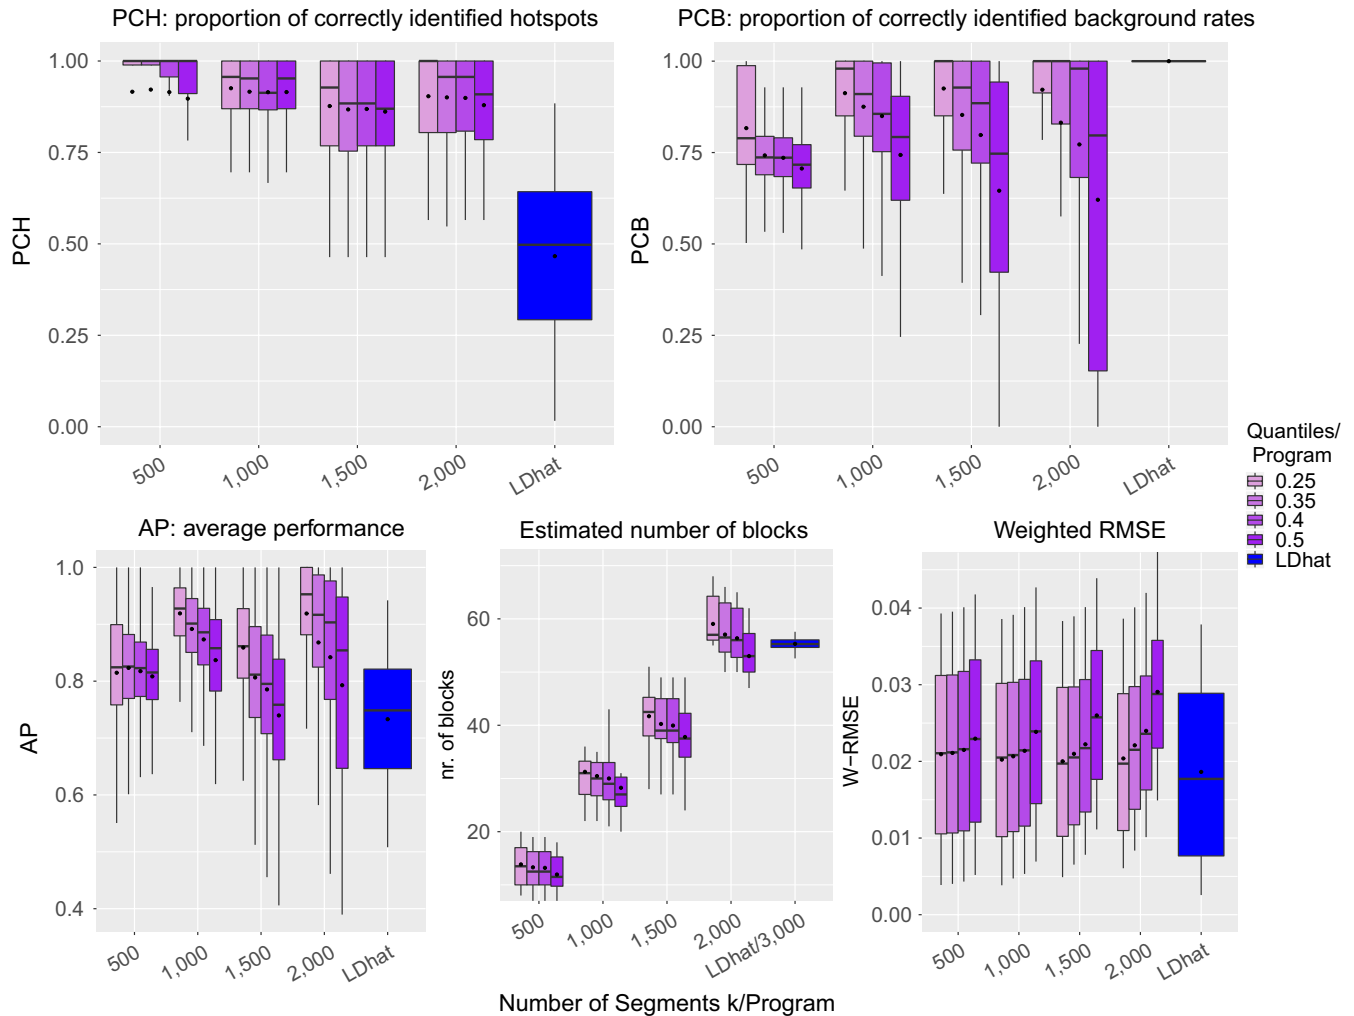 PCH: proportion of correctly identified hotspots
PCH
1.00
0.75
0.50
0.25
0.00
500
1,000
1,500
2,000
LDhat
PCB: proportion of correctly identified background rates
PCB
1.00
0.75
0.50
0.25
0.00
500
1,000
1,500
2,000
LDhat
Quantiles/
Program
0.25
0.35
0.4
0.5
LDhat
AP: average performance
AP
1.0
0.8
0.6
0.4
500
1,000
1,500
2,000
LDhat
Estimated number of blocks
nr. of blocks
60
40
20
500
1,000
1,500
2,000
LDhat/3,000
Weighted RMSE
W−RMSE
0.04
0.03
0.02
0.01
0.00
500
1,000
1,500
2,000
LDhat
Number of Segments k/Program